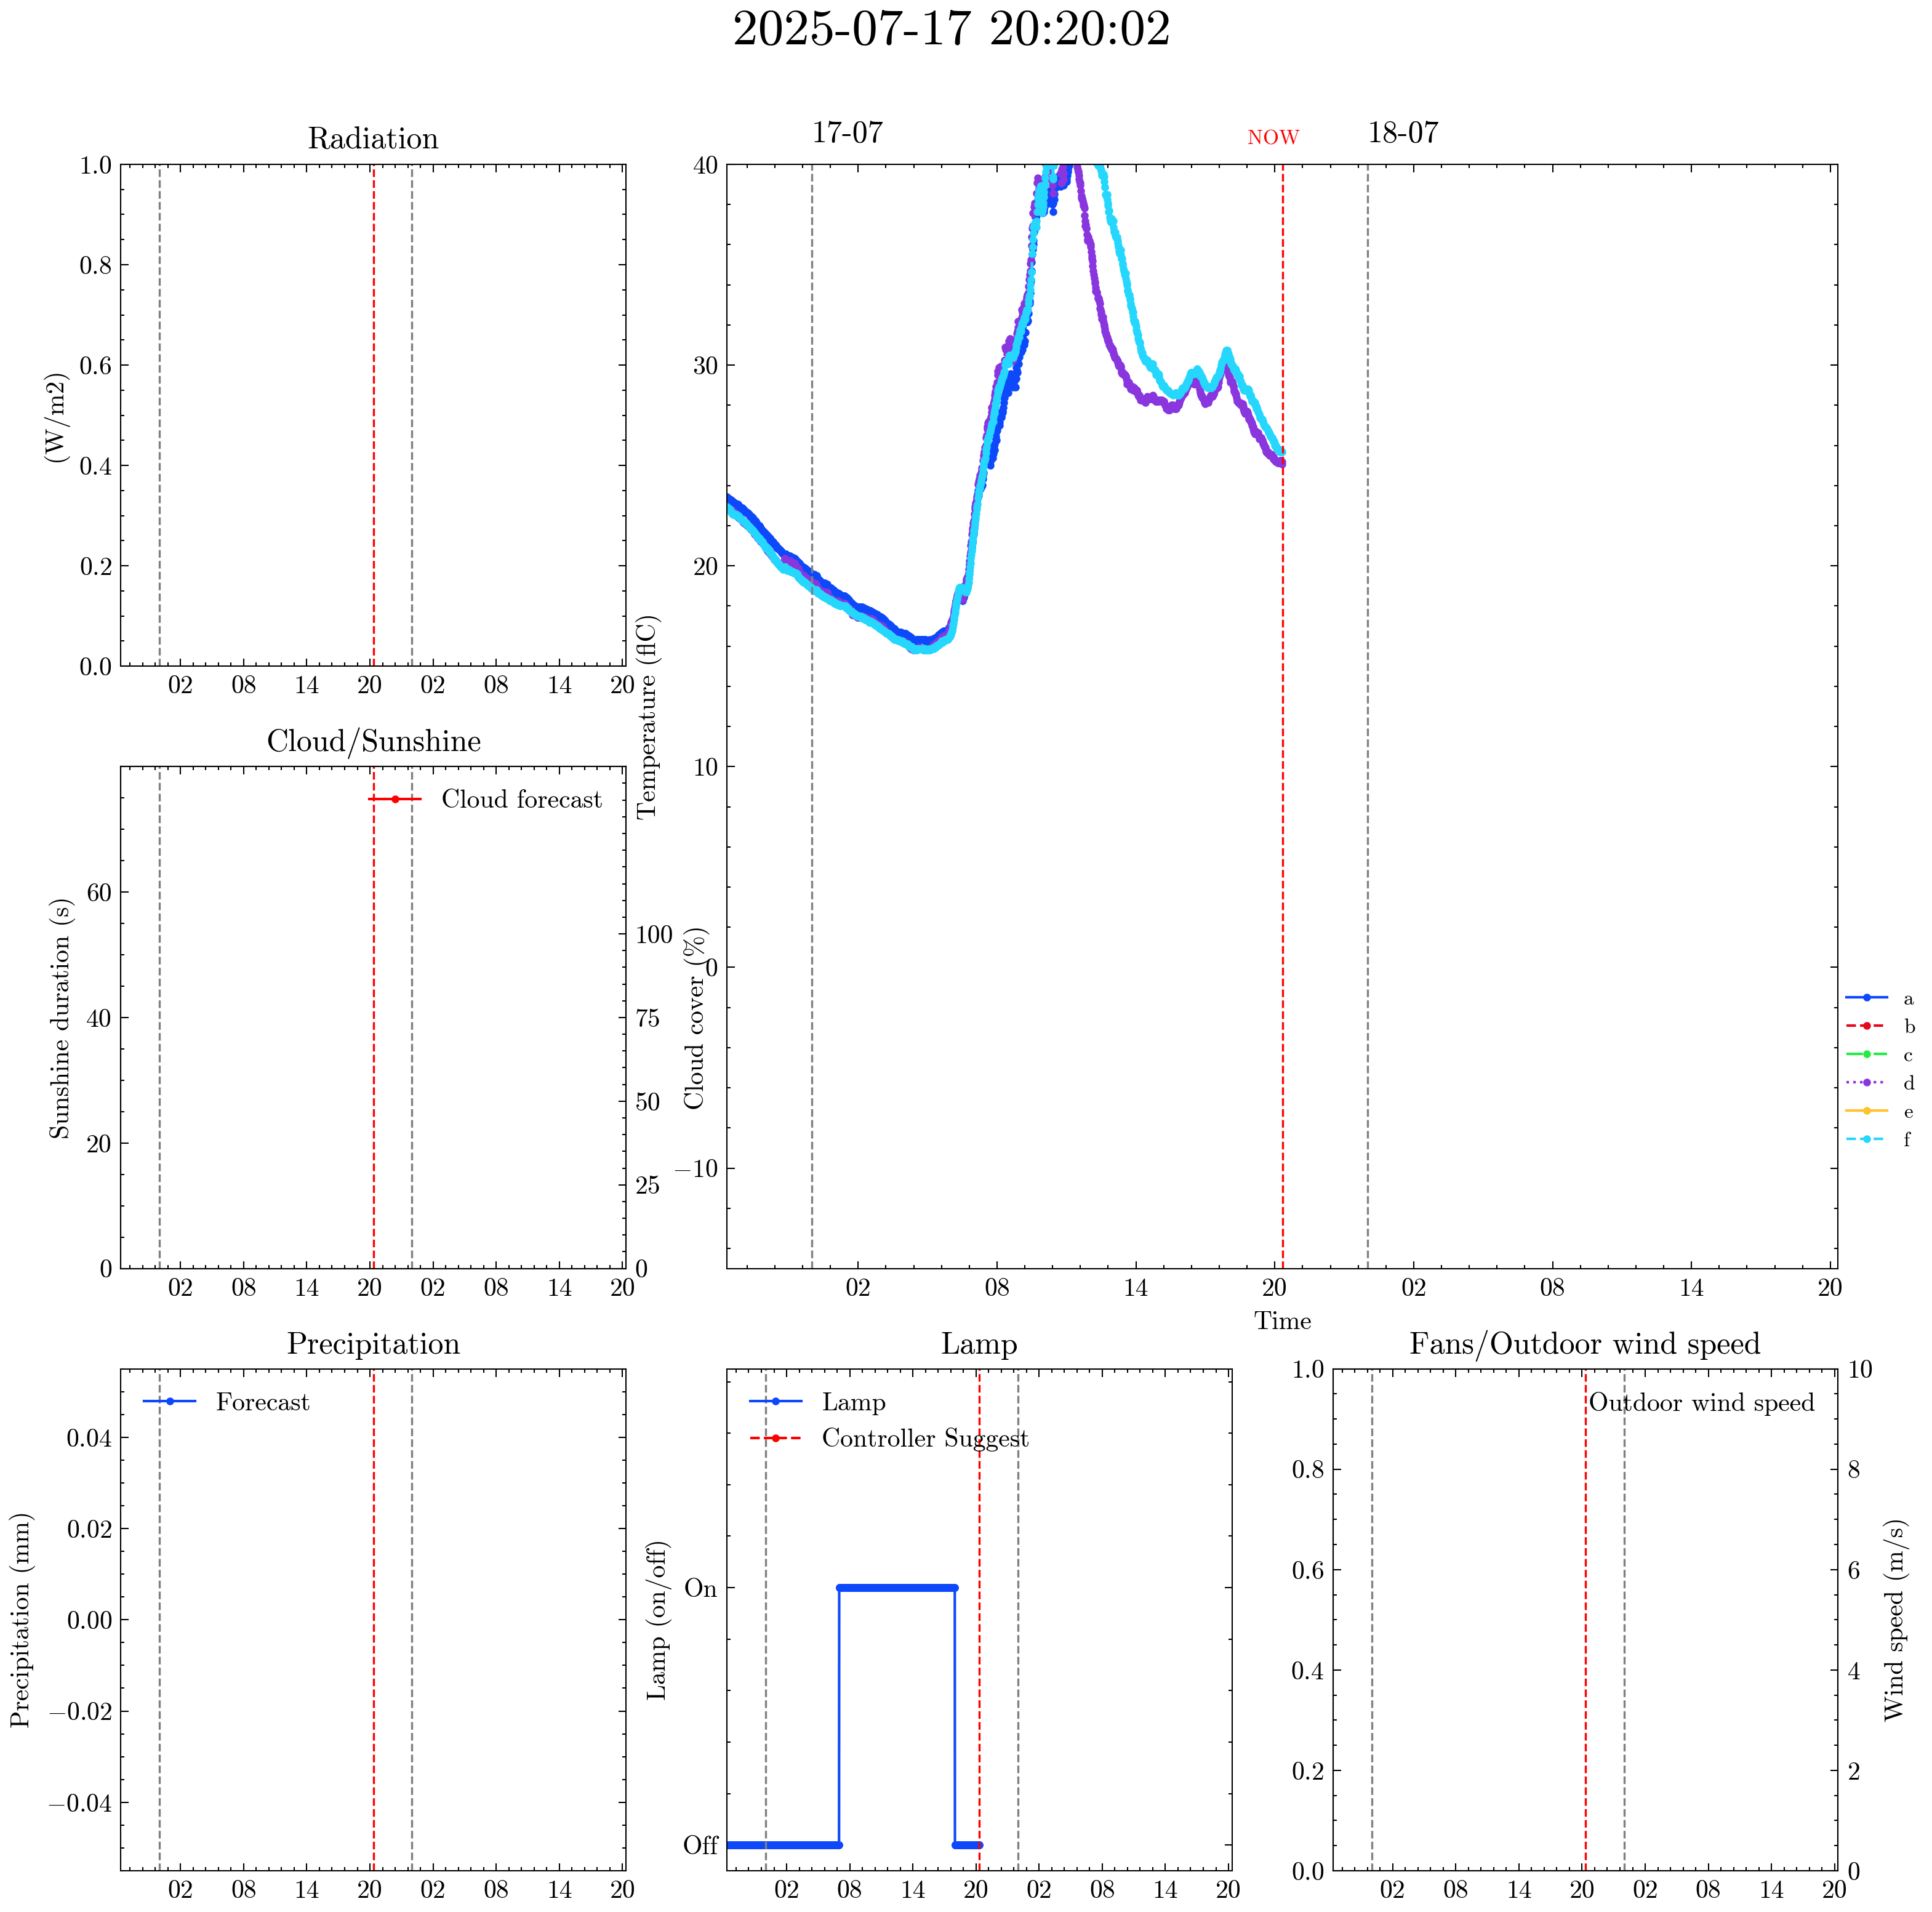 2025-07-17 20:20:02
Radiation
1.0
0.8
0.6
0.4
0.2
0.0
(W/m2)
02 08 14 20 02 08 14 20
17-07
NOW
18-07
40
30
20
10
0
−10
Temperature (flC)
02 08 14 20 02 08 14 20
Time
a
b
c
d
e
f
Cloud/Sunshine
Cloud forecast
60
40
20
0
Sunshine duration (s)
100
75
50
25
0
Cloud cover (%)
02 08 14 20 02 08 14 20
Precipitation
Forecast
0.04
0.02
0.00
−0.02
−0.04
Precipitation (mm)
02 08 14 20 02 08 14 20
Lamp
Lamp
Controller Suggest
On
Off
Lamp (on/off)
02 08 14 20 02 08 14 20
Fans/Outdoor wind speed
Outdoor wind speed
1.0
0.8
0.6
0.4
0.2
0.0
10
8
6
4
2
0
Wind speed (m/s)
02 08 14 20 02 08 14 20